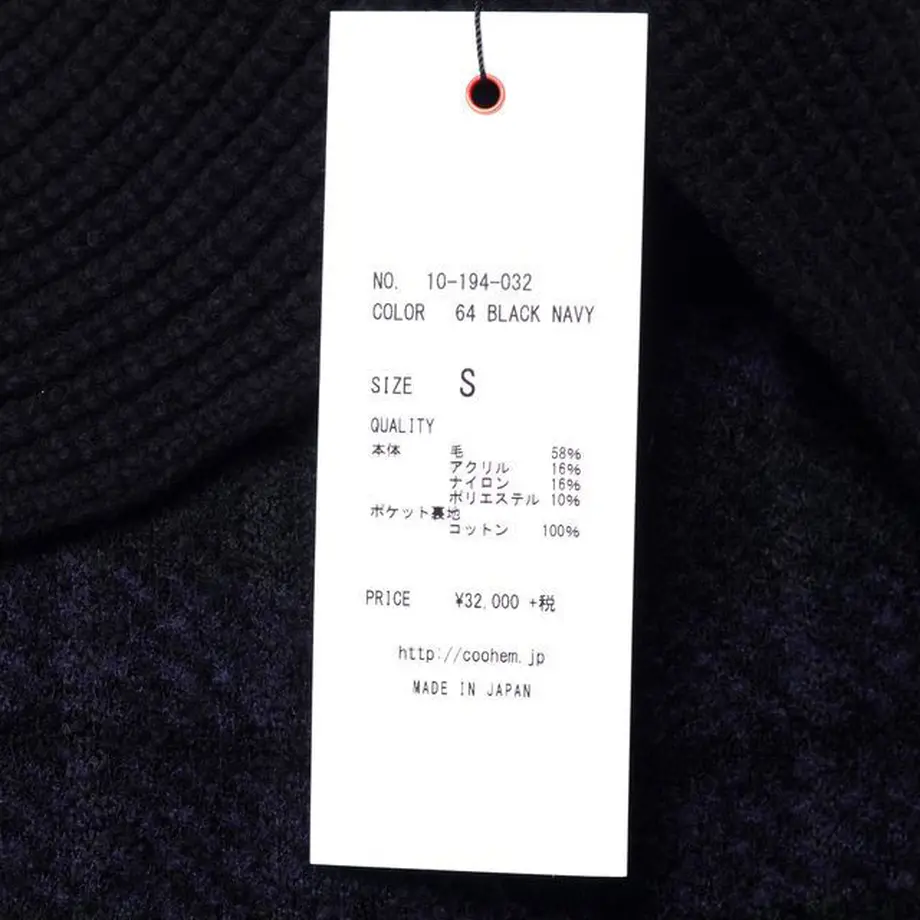 NO. 10-194-032
COLOR 64 BLACK NAVY
SIZE S
QUALITY
本体 毛 58%
アクリル 16%
ナイロン 16%
ポリエステル 10%
ポケット裏地
コットン 100%
PRICE ¥32,000 +税
http://coohem.jp
MADE IN JAPAN